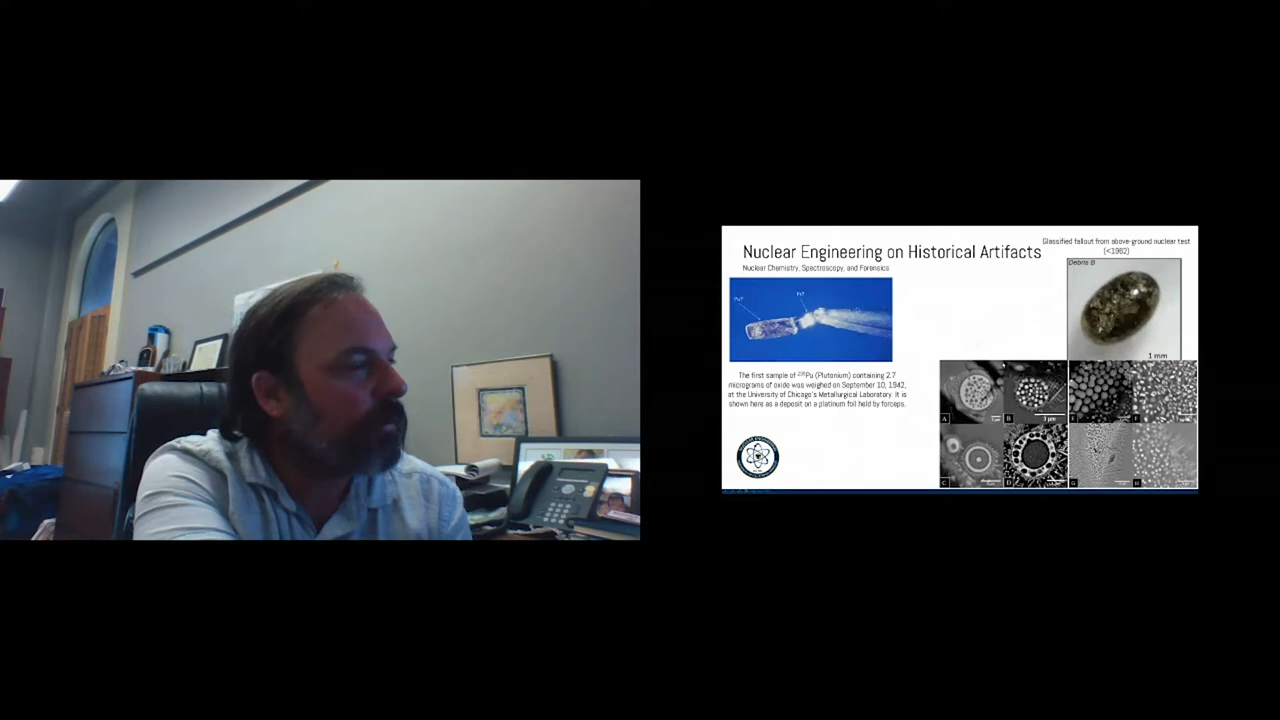 Nuclear Engineering on Historical Artifacts
Nuclear Chemistry, Spectroscopy, and Forensics
Glassified fallout from above-ground nuclear test
(<1962)
Debris B
1 mm
The first sample of ²³⁹Pu (Plutonium) containing 2.7
micrograms of oxide was weighed on September 10, 1942,
at the University of Chicago's Metallurgical Laboratory. It is
shown here as a deposit on a platinum foil held by forceps.
A
B
E
F
C
D
G
H
NUCLEAR ENGINEERING